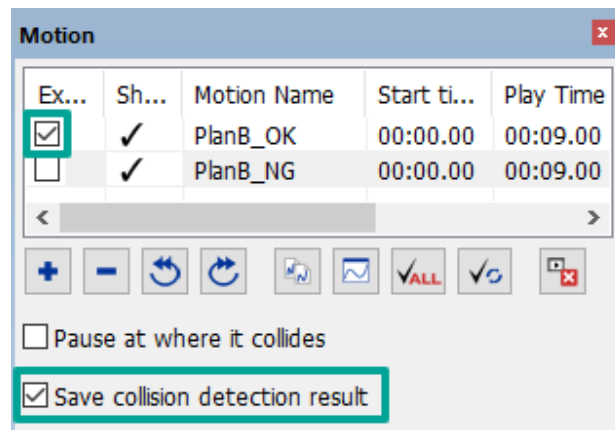 Motion
Ex... Sh... Motion Name Start ti... Play Time
PlanB_OK 00:00.00 00:09.00
PlanB_NG 00:00.00 00:09.00
ALL
Pause at where it collides
Save collision detection result